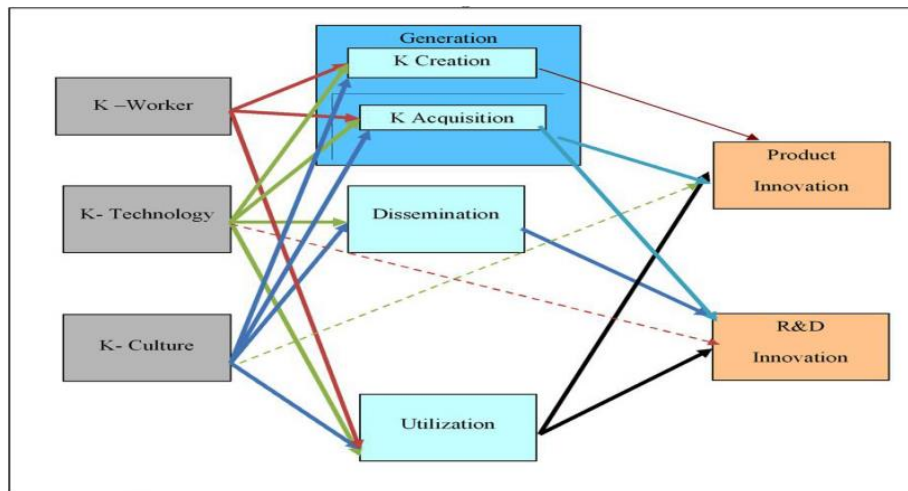 Generation
K Creation
K –Worker
K Acquisition
Product
Innovation
K- Technology
Dissemination
K- Culture
R&D
Innovation
Utilization